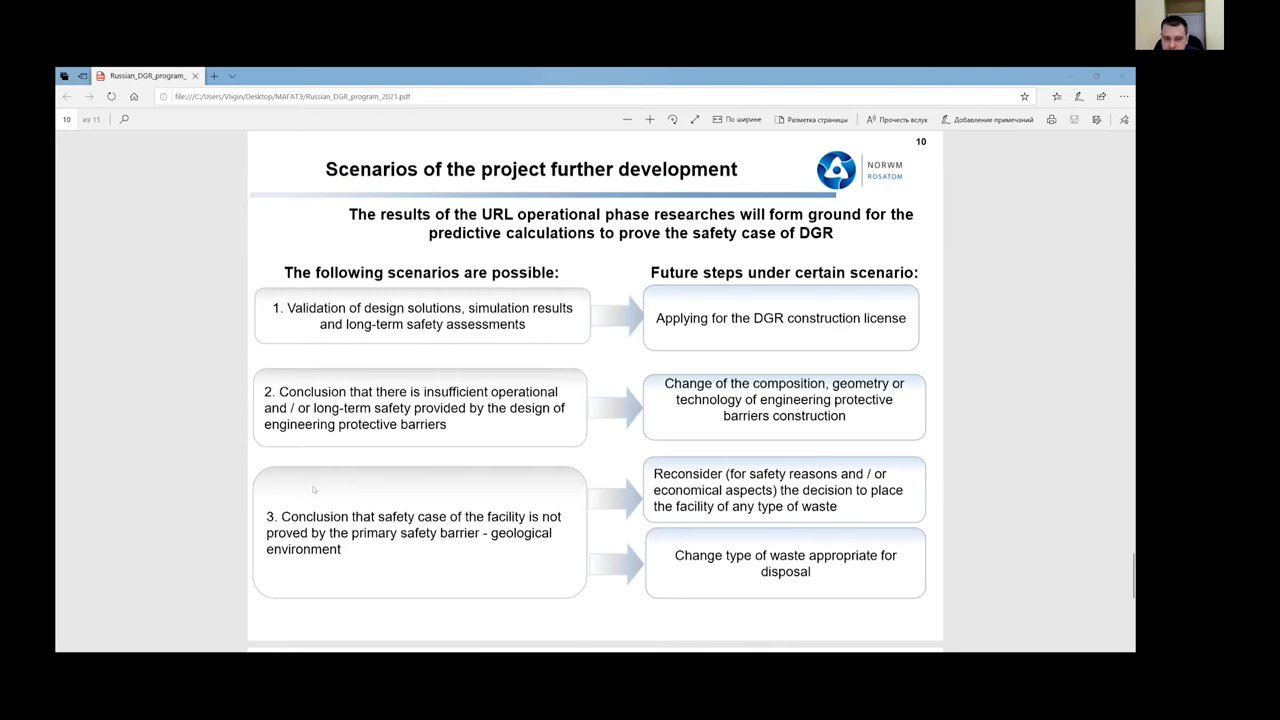 Russian_DGR_program_
file:///C:/Users/Vligin/Desktop/МАГАТЭ/Russian_DGR_program_2021.pdf
10 из 11
По ширине
Разметка страницы
Прочесть вслух
Добавление примечаний
10
Scenarios of the project further development
NORWM
ROSATOM
The results of the URL operational phase researches will form ground for the
predictive calculations to prove the safety case of DGR
The following scenarios are possible:
Future steps under certain scenario:
1. Validation of design solutions, simulation results
and long-term safety assessments
Applying for the DGR construction license
2. Conclusion that there is insufficient operational
and / or long-term safety provided by the design of
engineering protective barriers
Change of the composition, geometry or
technology of engineering protective
barriers construction
3. Conclusion that safety case of the facility is not
proved by the primary safety barrier - geological
environment
Reconsider (for safety reasons and / or
economical aspects) the decision to place
the facility of any type of waste
Change type of waste appropriate for
disposal